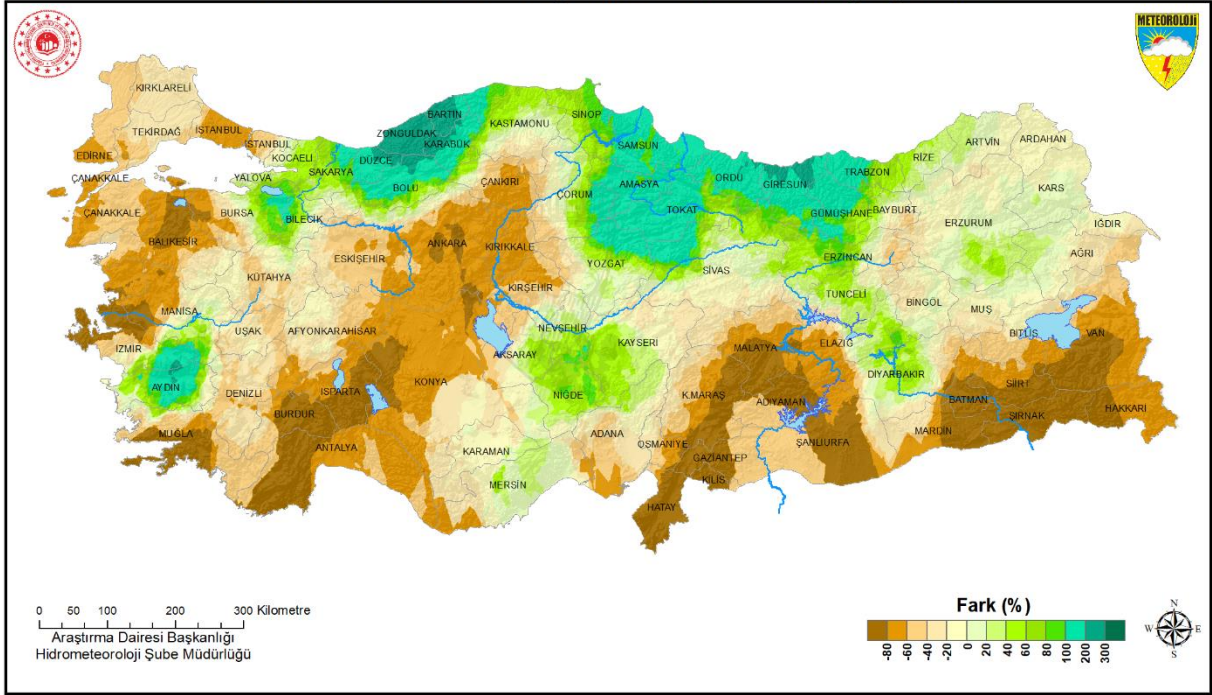 METEOROLOJİ
KIRKLARELİ
TEKİRDAĞ
İSTANBUL
İSTANBUL
EDİRNE
ÇANAKKALE
ÇANAKKALE
KOCAELİ
YALOVA
SAKARYA
DÜZCE
ZONGULDAK
BARTIN
KARABÜK
BOLU
KASTAMONU
SİNOP
SAMSUN
ÇANKIRI
ÇORUM
AMASYA
TOKAT
ORDU
GİRESUN
TRABZON
RİZE
ARTVİN
ARDAHAN
KARS
IĞDIR
AĞRI
GÜMÜŞHANE
BAYBURT
ERZURUM
ERZİNCAN
BURSA
BİLECİK
BALIKESİR
KÜTAHYA
ESKİŞEHİR
ANKARA
KIRIKKALE
KIRŞEHİR
YOZGAT
SİVAS
TUNCELİ
BİNGÖL
MUŞ
BİTLİS
VAN
MANİSA
UŞAK
AFYONKARAHİSAR
İZMİR
AYDIN
DENİZLİ
ISPARTA
BURDUR
KONYA
AKSARAY
NEVŞEHİR
KAYSERİ
NİĞDE
MALATYA
ELAZIĞ
DİYARBAKIR
K.MARAŞ
ADIYAMAN
BATMAN
SİİRT
ŞIRNAK
HAKKARİ
MARDİN
ŞANLIURFA
GAZİANTEP
KİLİS
OSMANİYE
ADANA
HATAY
MUĞLA
ANTALYA
KARAMAN
MERSİN
0 50 100 200 300 Kilometre
Araştırma Dairesi Başkanlığı
Hidrometeoroloji Şube Müdürlüğü
Fark (%)
-80 -60 -40 -20 0 20 40 60 80 100 200 300
N
W E
S